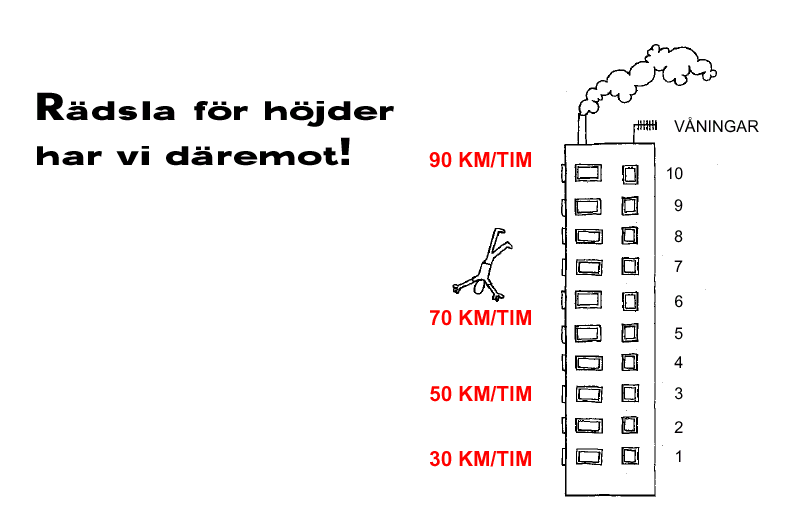 Rädsla för höjder
har vi däremot!
VÅNINGAR
90 KM/TIM
10
9
8
7
6
70 KM/TIM
5
4
50 KM/TIM
3
2
30 KM/TIM
1